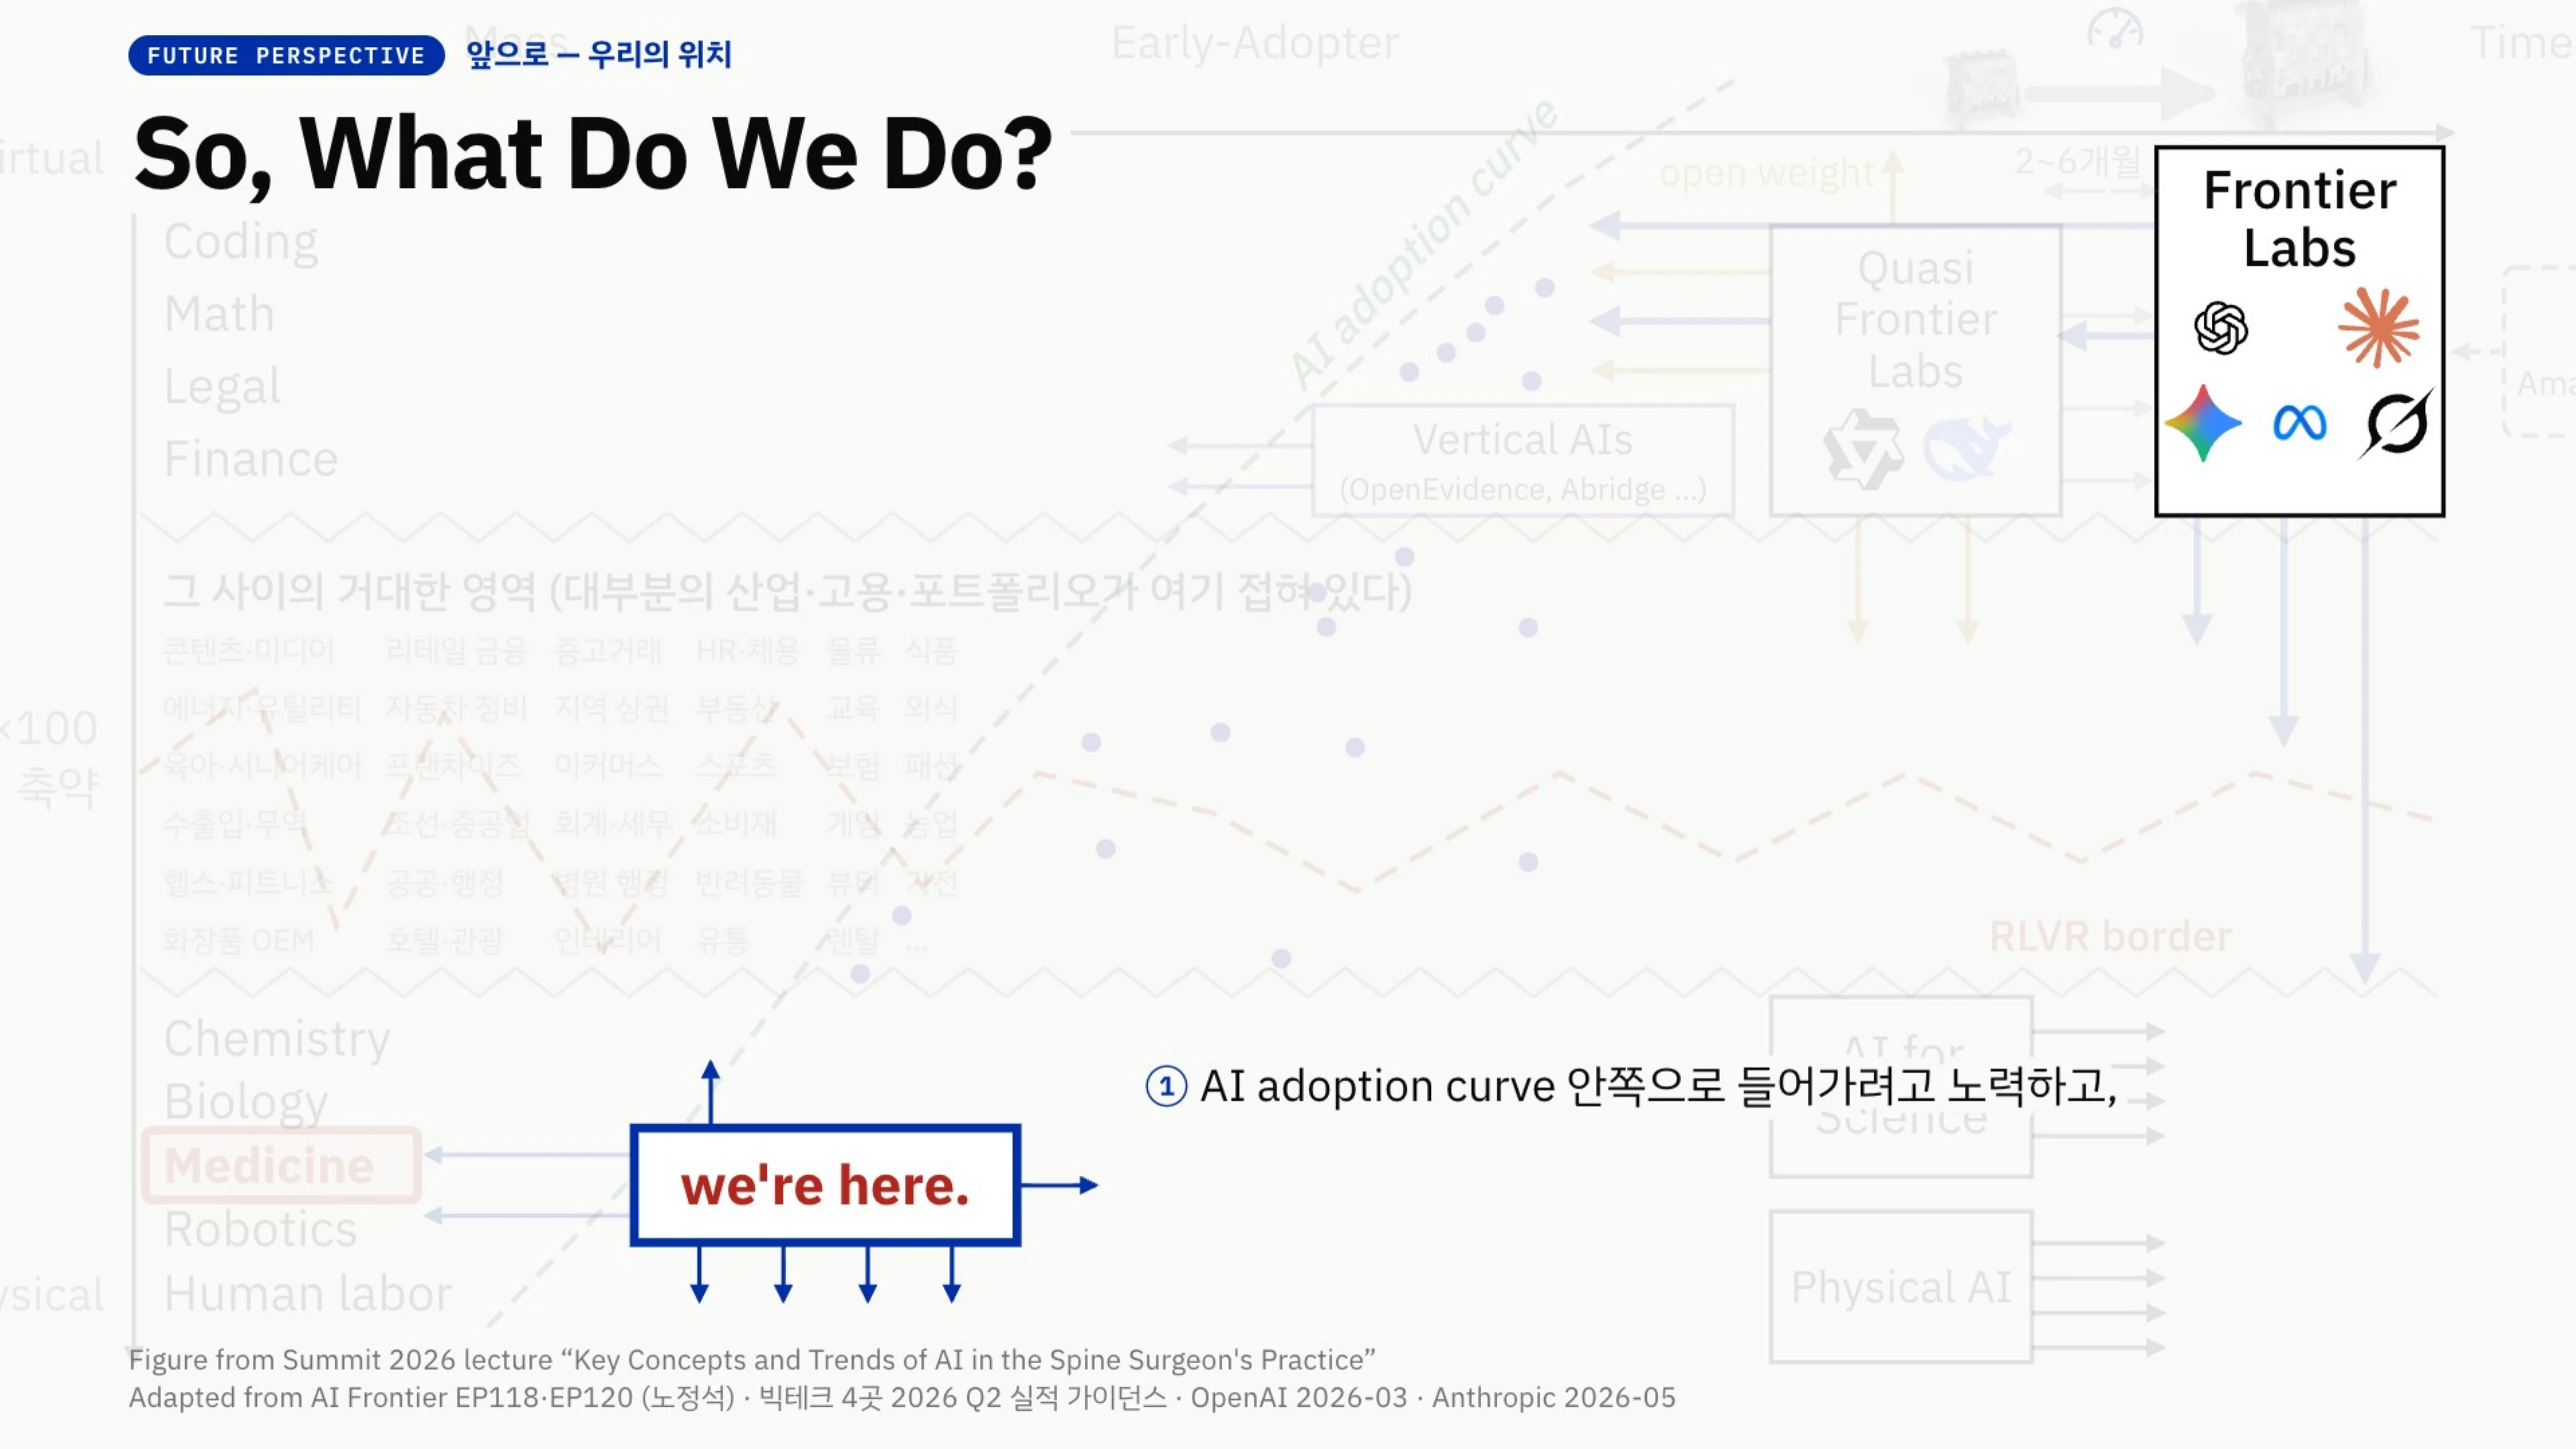 Mass
Early-Adopter
Time
FUTURE PERSPECTIVE 앞으로 — 우리의 위치
So, What Do We Do?
irtual
AI adoption curve
open weight
2~6개월
Frontier
Labs
Quasi
Frontier
Labs
Coding
Math
Legal
Finance
Vertical AIs
(OpenEvidence, Abridge ...)
Ama
그 사이의 거대한 영역 (대부분의 산업·고용·포트폴리오가 여기 접혀 있다)
콘텐츠·미디어 리테일 금융 중고거래 HR·채용 물류 식품
에너지·유틸리티 자동차 정비 지역 상권 부동산 교육 외식
육아·시니어케어 프랜차이즈 이커머스 스포츠 보험 패션
수출입·무역 조선·중공업 회계·세무 소비재 게임 농업
헬스·피트니스 공공·행정 병원 행정 반려동물 뷰티 가전
화장품 OEM 호텔·관광 인테리어 유통 렌탈 ...
×100
축약
RLVR border
Chemistry
Biology
Medicine
Robotics
Human labor
ysical
we're here.
① AI adoption curve 안쪽으로 들어가려고 노력하고,
AI for
Science
Physical AI
Figure from Summit 2026 lecture “Key Concepts and Trends of AI in the Spine Surgeon's Practice”
Adapted from AI Frontier EP118·EP120 (노정석) · 빅테크 4곳 2026 Q2 실적 가이던스 · OpenAI 2026-03 · Anthropic 2026-05